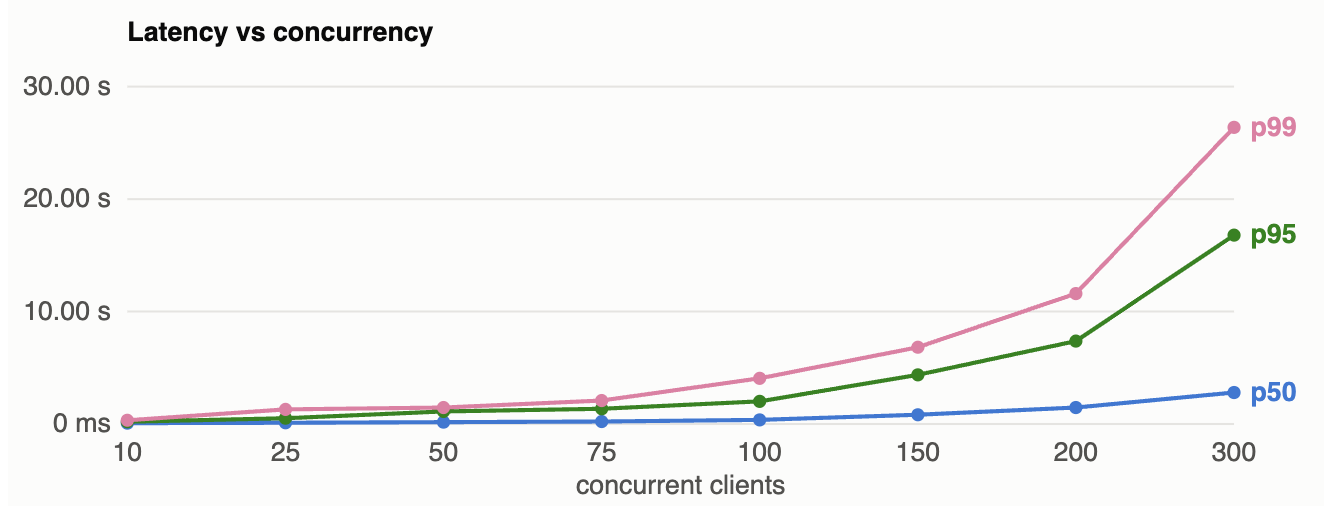 Latency vs concurrency
30.00 s
p99
20.00 s
p95
10.00 s
p50
0 ms
10 25 50 75 100 150 200 300
concurrent clients